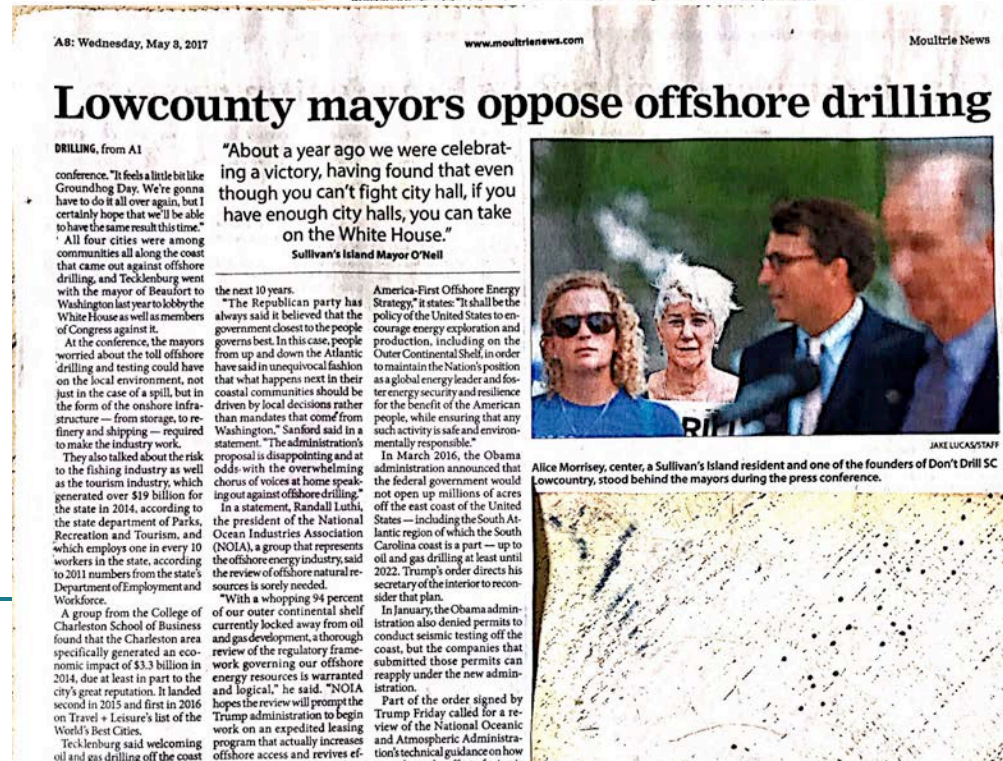 A8: Wednesday, May 3, 2017
www.moultrienews.com
Moultrie News
Lowcounty mayors oppose offshore drilling
DRILLING, from A1
conference. "It feels a little bit like
Groundhog Day. We're gonna
have to do it all over again, but I
certainly hope that we'll be able
to have the same result this time."
All four cities were among
communities all along the coast
that came out against offshore
drilling, and Tecklenburg went
with the mayor of Beaufort to
Washington last year to lobby the
White House as well as members
of Congress against it.
At the conference, the mayors
worried about the toll offshore
drilling and testing could have
on the local environment, not
just in the case of a spill, but in
the form of the onshore infra-
structure — from storage, to re-
finery and shipping — required
to make the industry work.
They also talked about the risk
to the fishing industry as well
as the tourism industry, which
generated over $19 billion for
the state in 2014, according to
the state department of Parks,
Recreation and Tourism, and
which employs one in every 10
workers in the state, according
to 2011 numbers from the state's
Department of Employment and
Workforce.
A group from the College of
Charleston School of Business
found that the Charleston area
specifically generated an eco-
nomic impact of $3.3 billion in
2014, due at least in part to the
city's great reputation. It landed
second in 2015 and first in 2016
on Travel + Leisure's list of the
World's Best Cities.
Tecklenburg said welcoming
oil and gas drilling off the coast
"About a year ago we were celebrat-
ing a victory, having found that even
though you can't fight city hall, if you
have enough city halls, you can take
on the White House."
Sullivan's Island Mayor O'Neil
the next 10 years.
"The Republican party has
always said it believed that the
government closest to the people
governs best. In this case, people
from up and down the Atlantic
have said in unequivocal fashion
that what happens next in their
coastal communities should be
driven by local decisions rather
than mandates that come from
Washington," Sanford said in a
statement. "The administration's
proposal is disappointing and at
odds with the overwhelming
chorus of voices at home speak-
ing out against offshore drilling."
In a statement, Randall Luthi,
the president of the National
Ocean Industries Association
(NOIA), a group that represents
the offshore energy industry, said
the review of offshore natural re-
sources is sorely needed.
"With a whopping 94 percent
of our outer continental shelf
currently locked away from oil
and gas development, a thorough
review of the regulatory frame-
work governing our offshore
energy resources is warranted
and logical," he said. "NOIA
hopes the review will prompt the
Trump administration to begin
work on an expedited leasing
program that actually increases
offshore access and revives ef-
America-First Offshore Energy
Strategy," it states: "It shall be the
policy of the United States to en-
courage energy exploration and
production, including on the
Outer Continental Shelf, in order
to maintain the Nation's position
as a global energy leader and fos-
ter energy security and resilience
for the benefit of the American
people, while ensuring that any
such activity is safe and environ-
mentally responsible."
In March 2016, the Obama
administration announced that
the federal government would
not open up millions of acres
off the east coast of the United
States — including the South At-
lantic region of which the South
Carolina coast is a part — up to
oil and gas drilling at least until
2022. Trump's order directs his
secretary of the interior to recon-
sider that plan.
In January, the Obama admin-
istration also denied permits to
conduct seismic testing off the
coast, but the companies that
submitted those permits can
reapply under the new admin-
istration.
Part of the order signed by
Trump Friday called for a re-
view of the National Oceanic
and Atmospheric Administra-
tion's technical guidance on how
RILL
JAKE LUCAS/STAFF
Alice Morrisey, center, a Sullivan's Island resident and one of the founders of Don't Drill SC
Lowcountry, stood behind the mayors during the press conference.